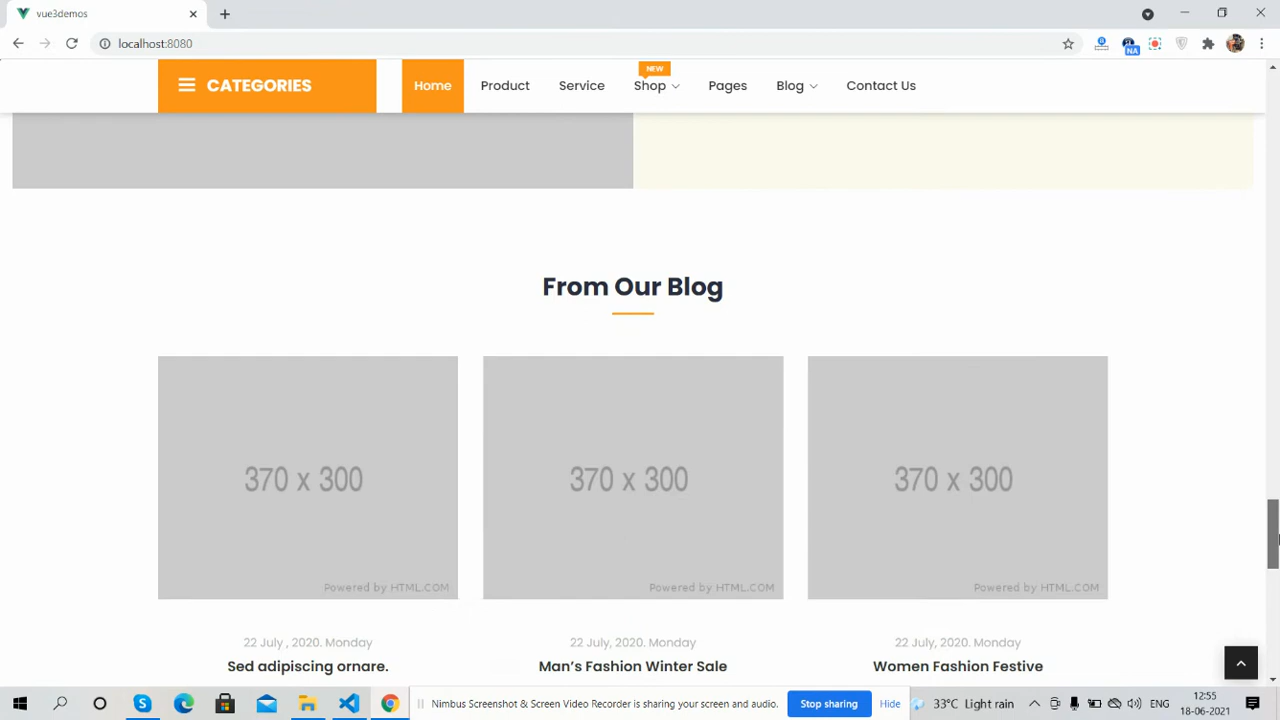 vue3demos
localhost:8080
NA
CATEGORIES
Home
Product
Service
NEW
Shop
Pages
Blog
Contact Us
From Our Blog
370 x 300
Powered by HTML.COM
370 x 300
Powered by HTML.COM
370 x 300
Powered by HTML.COM
22 July , 2020. Monday
Sed adipiscing ornare.
22 July, 2020. Monday
Man’s Fashion Winter Sale
22 July, 2020. Monday
Women Fashion Festive
Nimbus Screenshot & Screen Video Recorder is sharing your screen and audio.
Stop sharing
Hide
33°C Light rain
ENG
12:55
18-06-2021